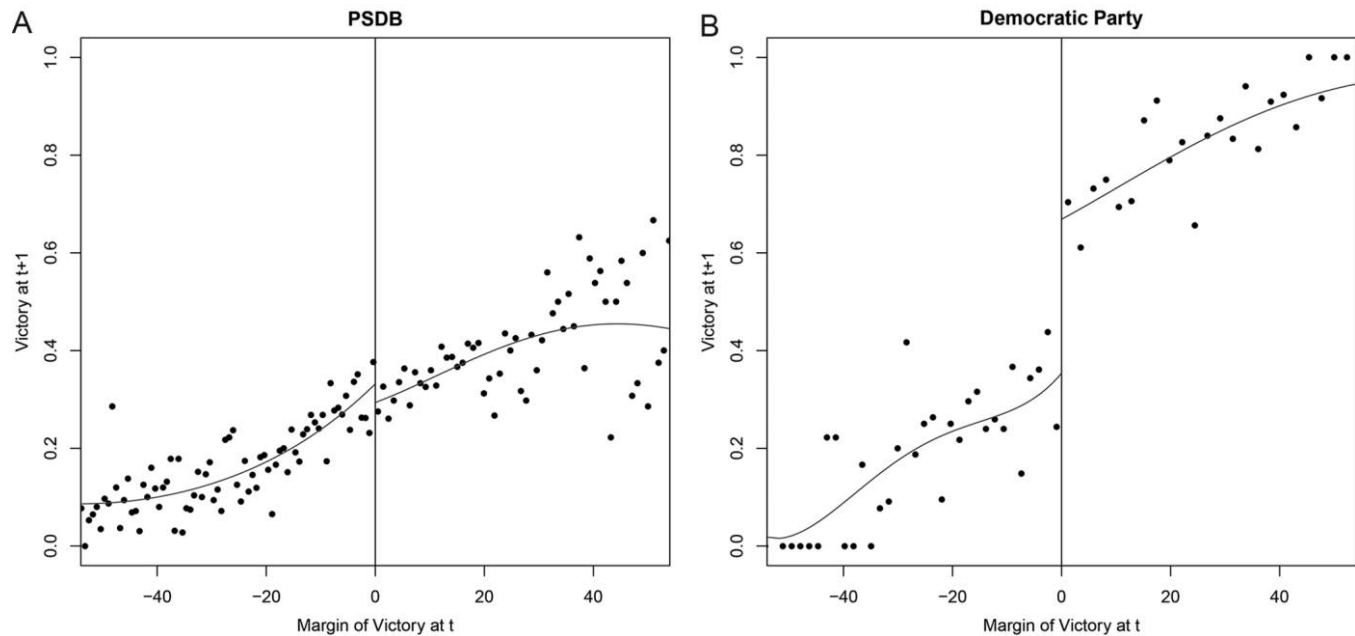 A
PSDB
1.0
0.8
0.6
0.4
0.2
0.0
Victory at t+1
−40
−20
0
20
40
Margin of Victory at t
B
Democratic Party
1.0
0.8
0.6
0.4
0.2
0.0
Victory at t+1
−40
−20
0
20
40
Margin of Victory at t